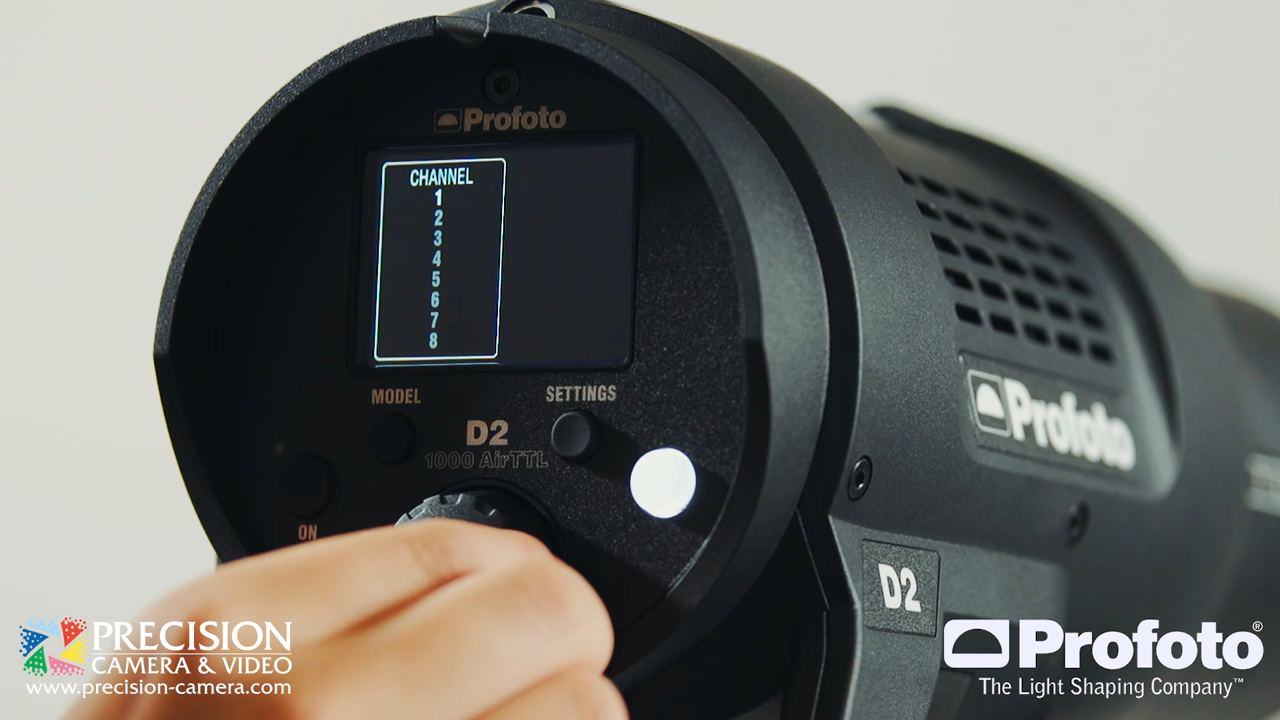 Profoto
CHANNEL
1
2
3
4
5
6
7
8
MODEL
SETTINGS
D2
1000 AirTTL
ON
Profoto
D2
PRECISION
CAMERA & VIDEO
www.precision-camera.com
Profoto®
The Light Shaping Company™